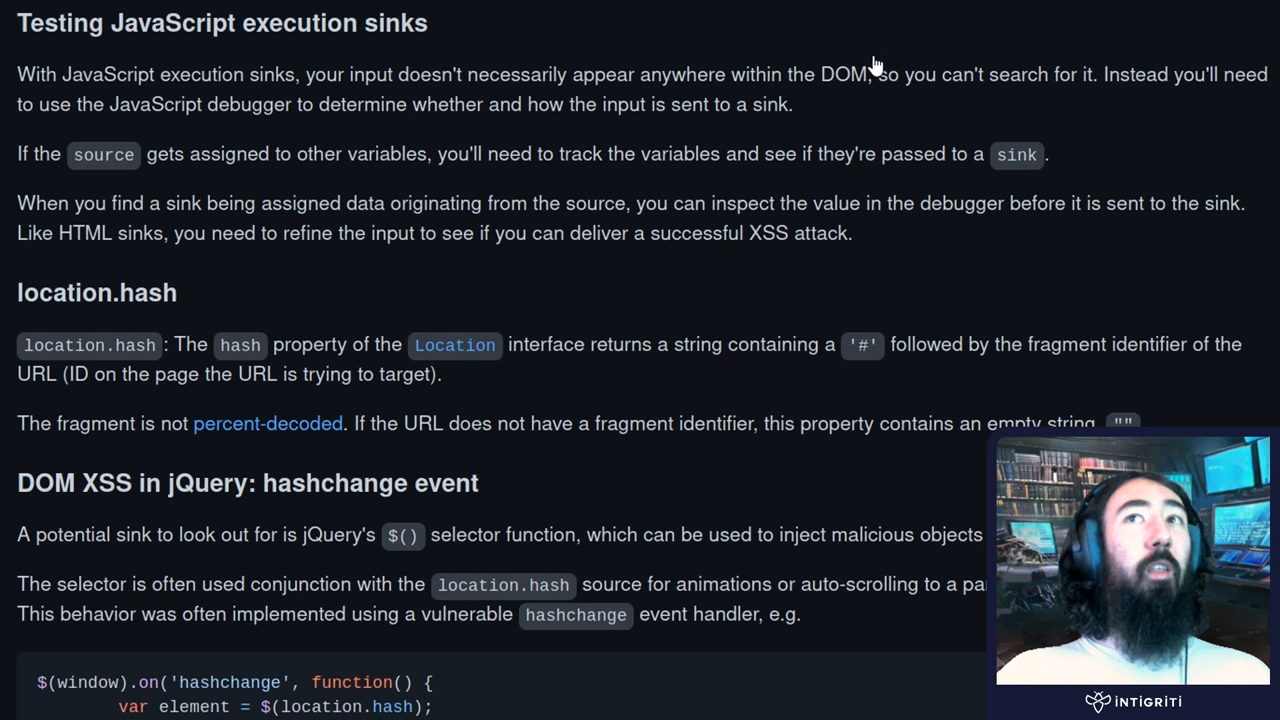 Testing JavaScript execution sinks
With JavaScript execution sinks, your input doesn't necessarily appear anywhere within the DOM, so you can't search for it. Instead you'll need
to use the JavaScript debugger to determine whether and how the input is sent to a sink.
If the source gets assigned to other variables, you'll need to track the variables and see if they're passed to a sink.
When you find a sink being assigned data originating from the source, you can inspect the value in the debugger before it is sent to the sink.
Like HTML sinks, you need to refine the input to see if you can deliver a successful XSS attack.
location.hash
location.hash: The hash property of the Location interface returns a string containing a '#' followed by the fragment identifier of the
URL (ID on the page the URL is trying to target).
The fragment is not percent-decoded. If the URL does not have a fragment identifier, this property contains an empty string, ""
DOM XSS in jQuery: hashchange event
A potential sink to look out for is jQuery's $() selector function, which can be used to inject malicious objects
The selector is often used conjunction with the location.hash source for animations or auto-scrolling to a pa
This behavior was often implemented using a vulnerable hashchange event handler, e.g.
$(window).on('hashchange', function() {
var element = $(location.hash);
INTIGRITI